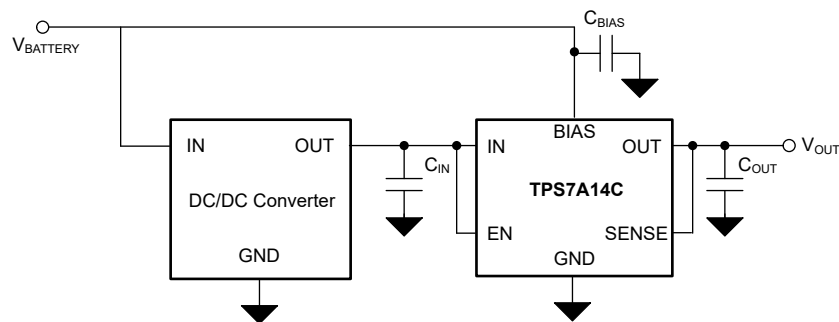 C_BIAS
V_BATTERY
BIAS
IN OUT
IN OUT
V_OUT
C_IN
C_OUT
DC/DC Converter
TPS7A14C
EN SENSE
GND
GND